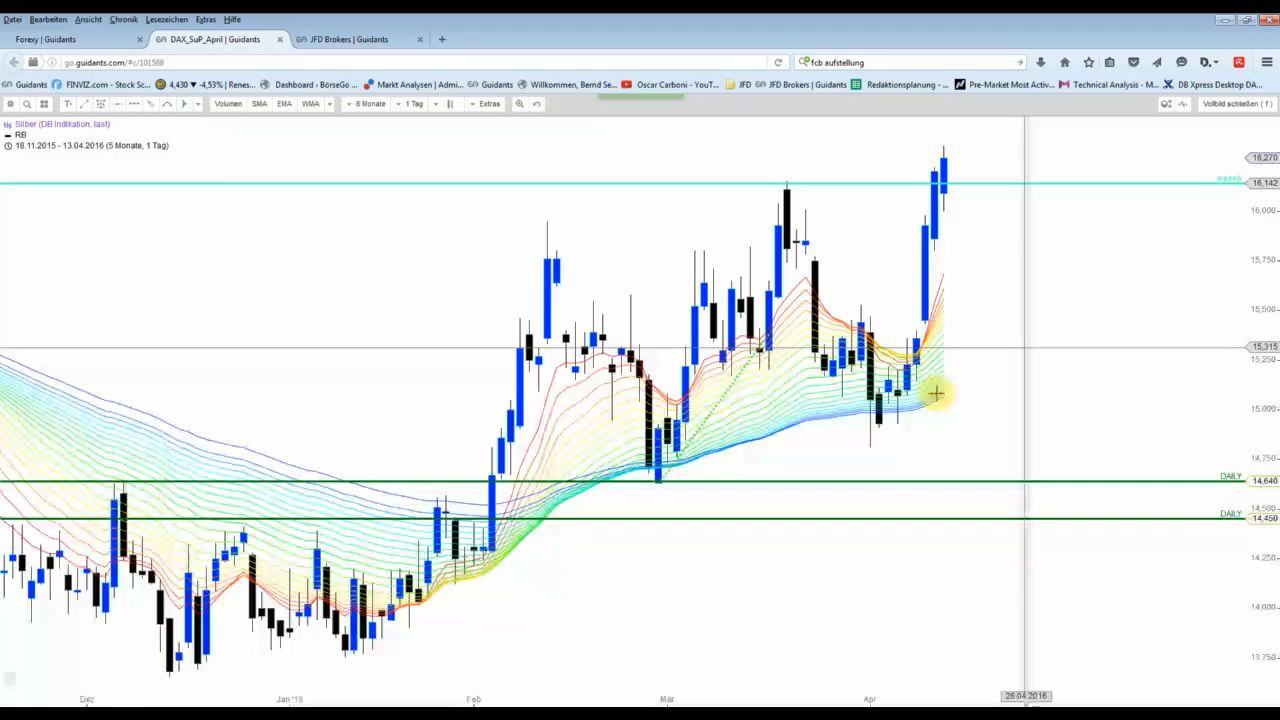 Datei Bearbeiten Ansicht Chronik Lesezeichen Extras Hilfe
Forexy | Guidants × DAX_SuP_April | Guidants × JFD Brokers | Guidants × +
go.guidants.com/#c/101588 fcb aufstellung
Guidants FINVIZ.com - Stock Sc... 4,430 ▼ -4,53% | Renes... Dashboard ‹ BörseGo ... Markt Analysen | Admi... Guidants Willkommen, Bernd Se... Oscar Carboni - YouT... JFD JFD Brokers | Guidants Redaktionsplanung - ... Pre-Market Most Activ... Technical Analysis - M... DB Xpress Desktop DA...
Volumen SMA EMA WMA 6 Monate 1 Tag Extras Vollbild schließen ( f )
Silber (DB Indikation, last)
RB
18.11.2015 - 13.04.2016 (5 Monate, 1 Tag)
16,270
weekly
16,142
16,000
15,750
15,500
15,315
15,250
15,000
14,750
DAILY
14,640
14,500
DAILY
14,450
14,250
14,000
13,750
Dez Jan '16 Feb Mär Apr 26.04.2016